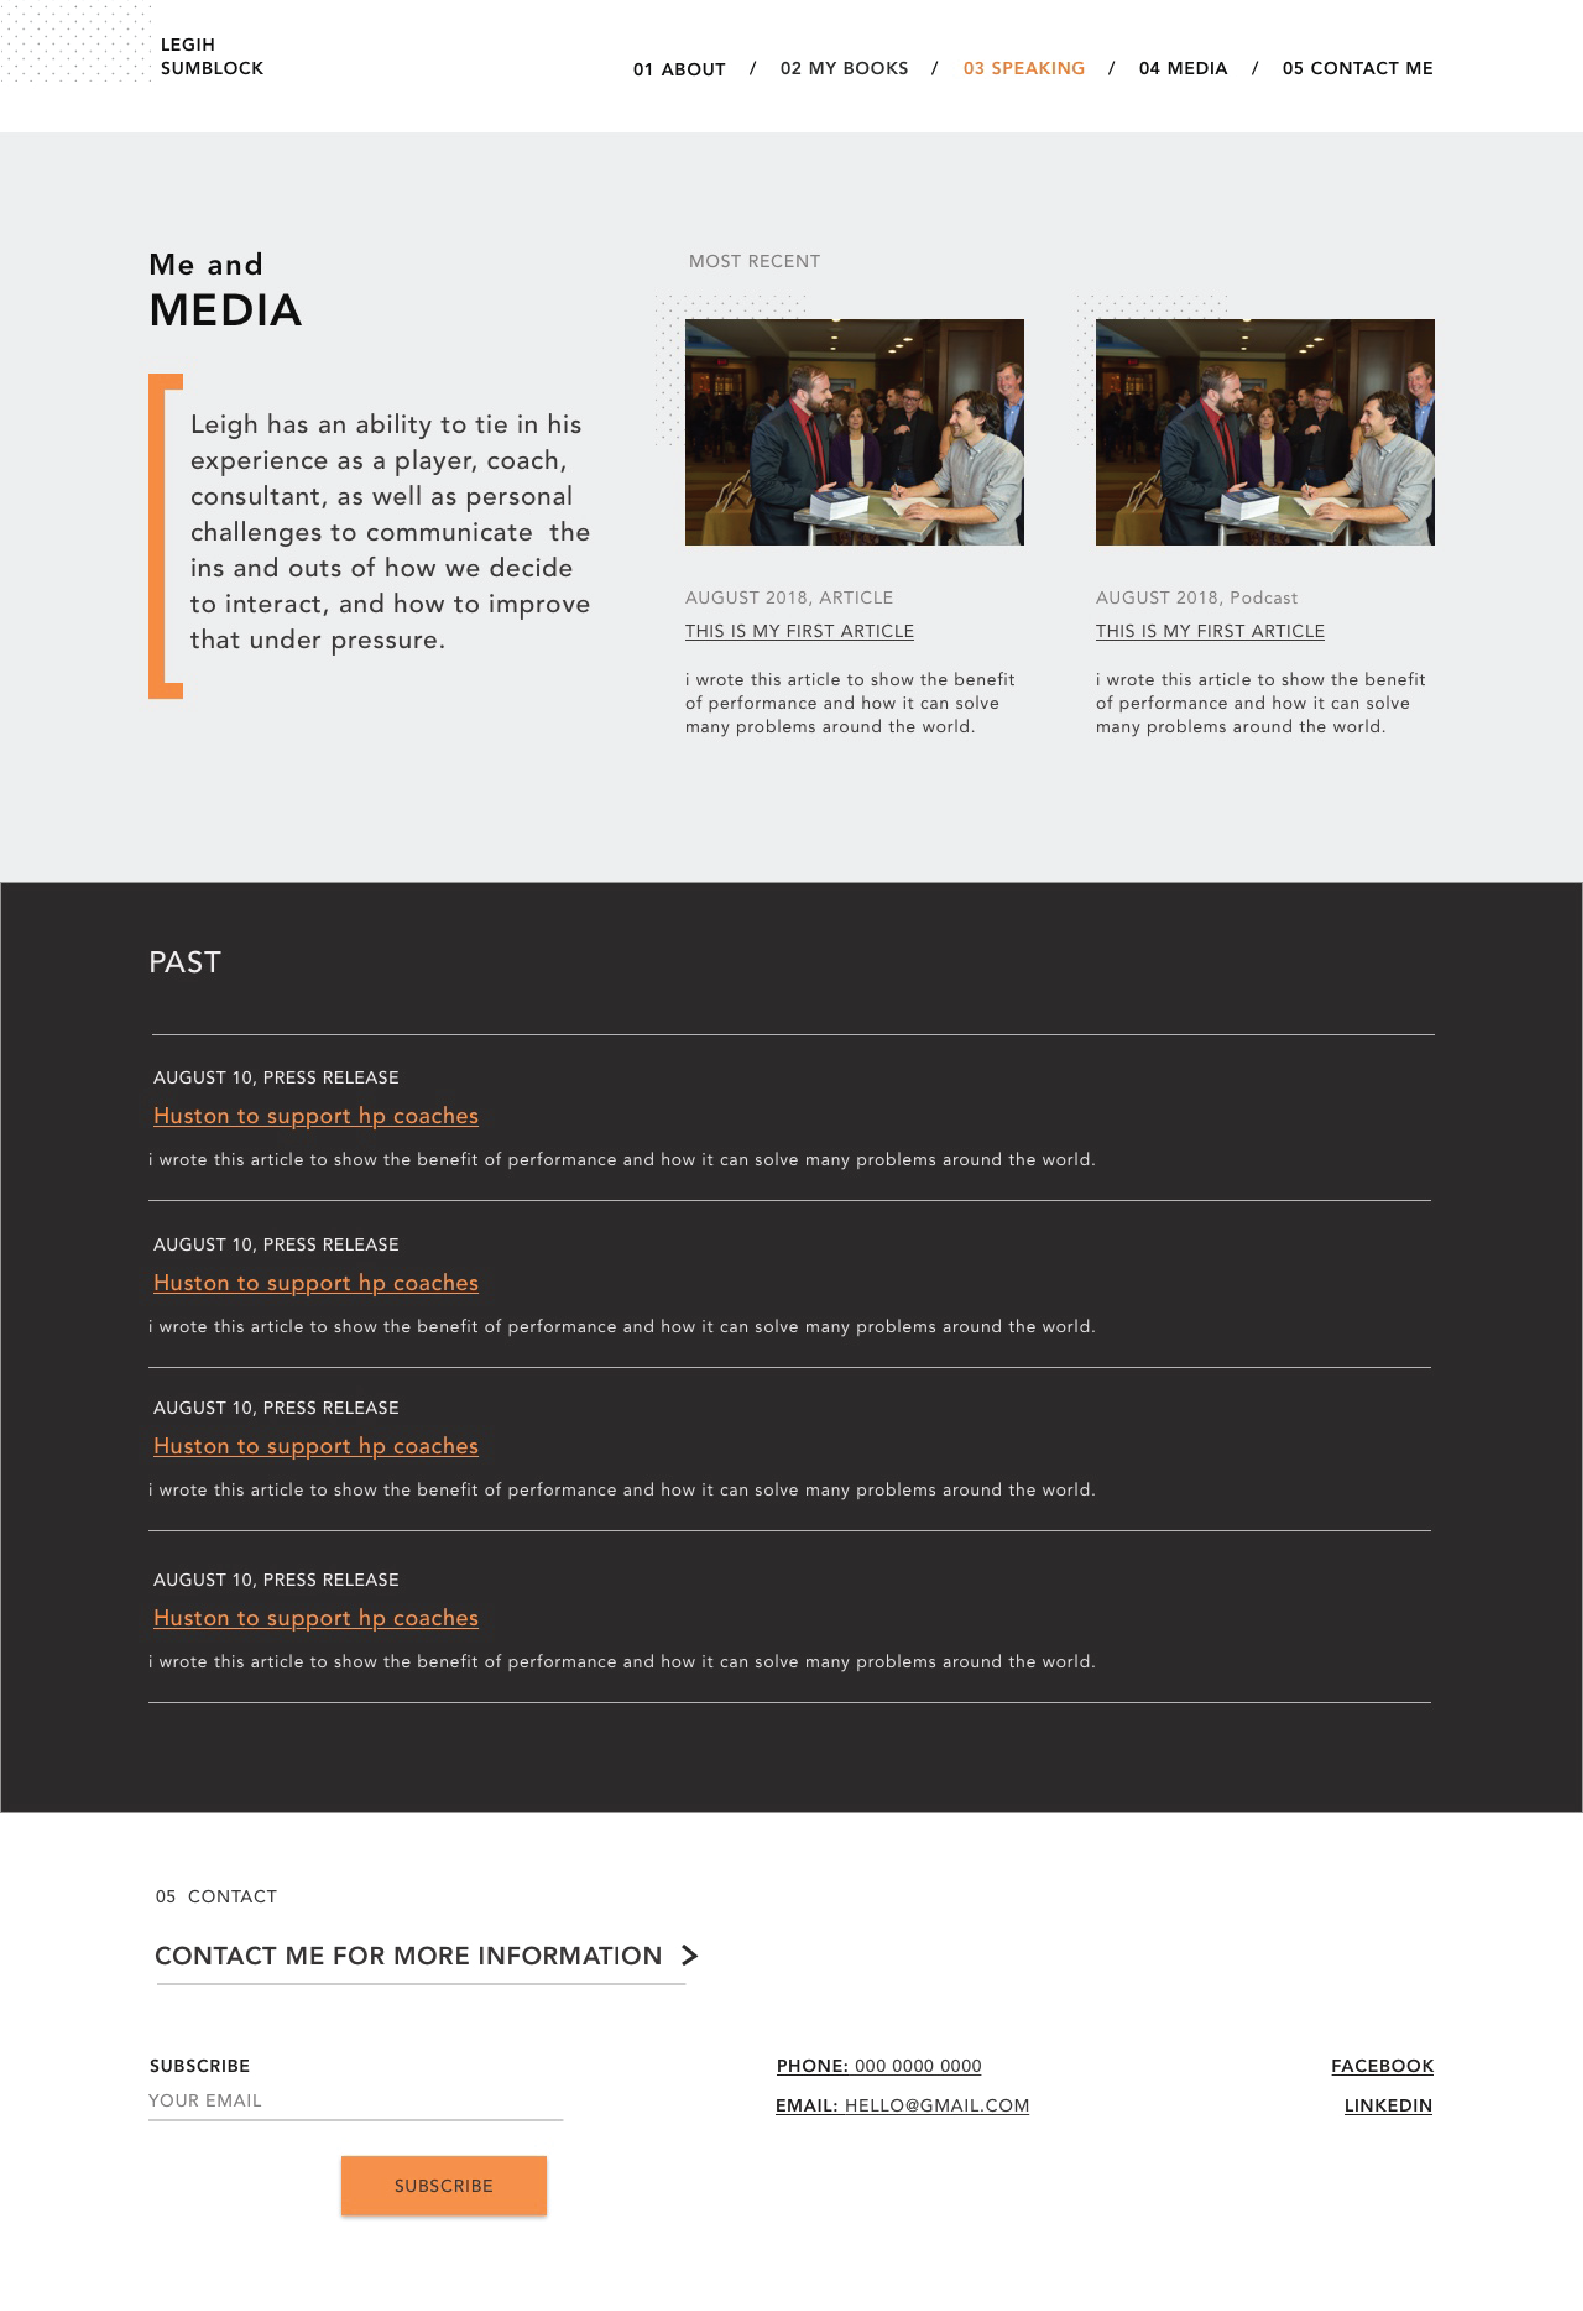 LEGIH
SUMBLOCK
01 ABOUT / 02 MY BOOKS / 03 SPEAKING / 04 MEDIA / 05 CONTACT ME
Me and
MEDIA
Leigh has an ability to tie in his
experience as a player, coach,
consultant, as well as personal
challenges to communicate  the
ins and outs of how we decide
to interact, and how to improve
that under pressure.
MOST RECENT
AUGUST 2018, ARTICLE
THIS IS MY FIRST ARTICLE
i wrote this article to show the benefit
of performance and how it can solve
many problems around the world.
AUGUST 2018, Podcast
THIS IS MY FIRST ARTICLE
i wrote this article to show the benefit
of performance and how it can solve
many problems around the world.
PAST
AUGUST 10, PRESS RELEASE
Huston to support hp coaches
i wrote this article to show the benefit of performance and how it can solve many problems around the world.
AUGUST 10, PRESS RELEASE
Huston to support hp coaches
i wrote this article to show the benefit of performance and how it can solve many problems around the world.
AUGUST 10, PRESS RELEASE
Huston to support hp coaches
i wrote this article to show the benefit of performance and how it can solve many problems around the world.
AUGUST 10, PRESS RELEASE
Huston to support hp coaches
i wrote this article to show the benefit of performance and how it can solve many problems around the world.
05  CONTACT
CONTACT ME FOR MORE INFORMATION >
SUBSCRIBE
YOUR EMAIL
SUBSCRIBE
PHONE: 000 0000 0000
EMAIL: HELLO@GMAIL.COM
FACEBOOK
LINKEDIN